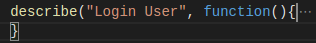 describe("Login User", function(){…
}